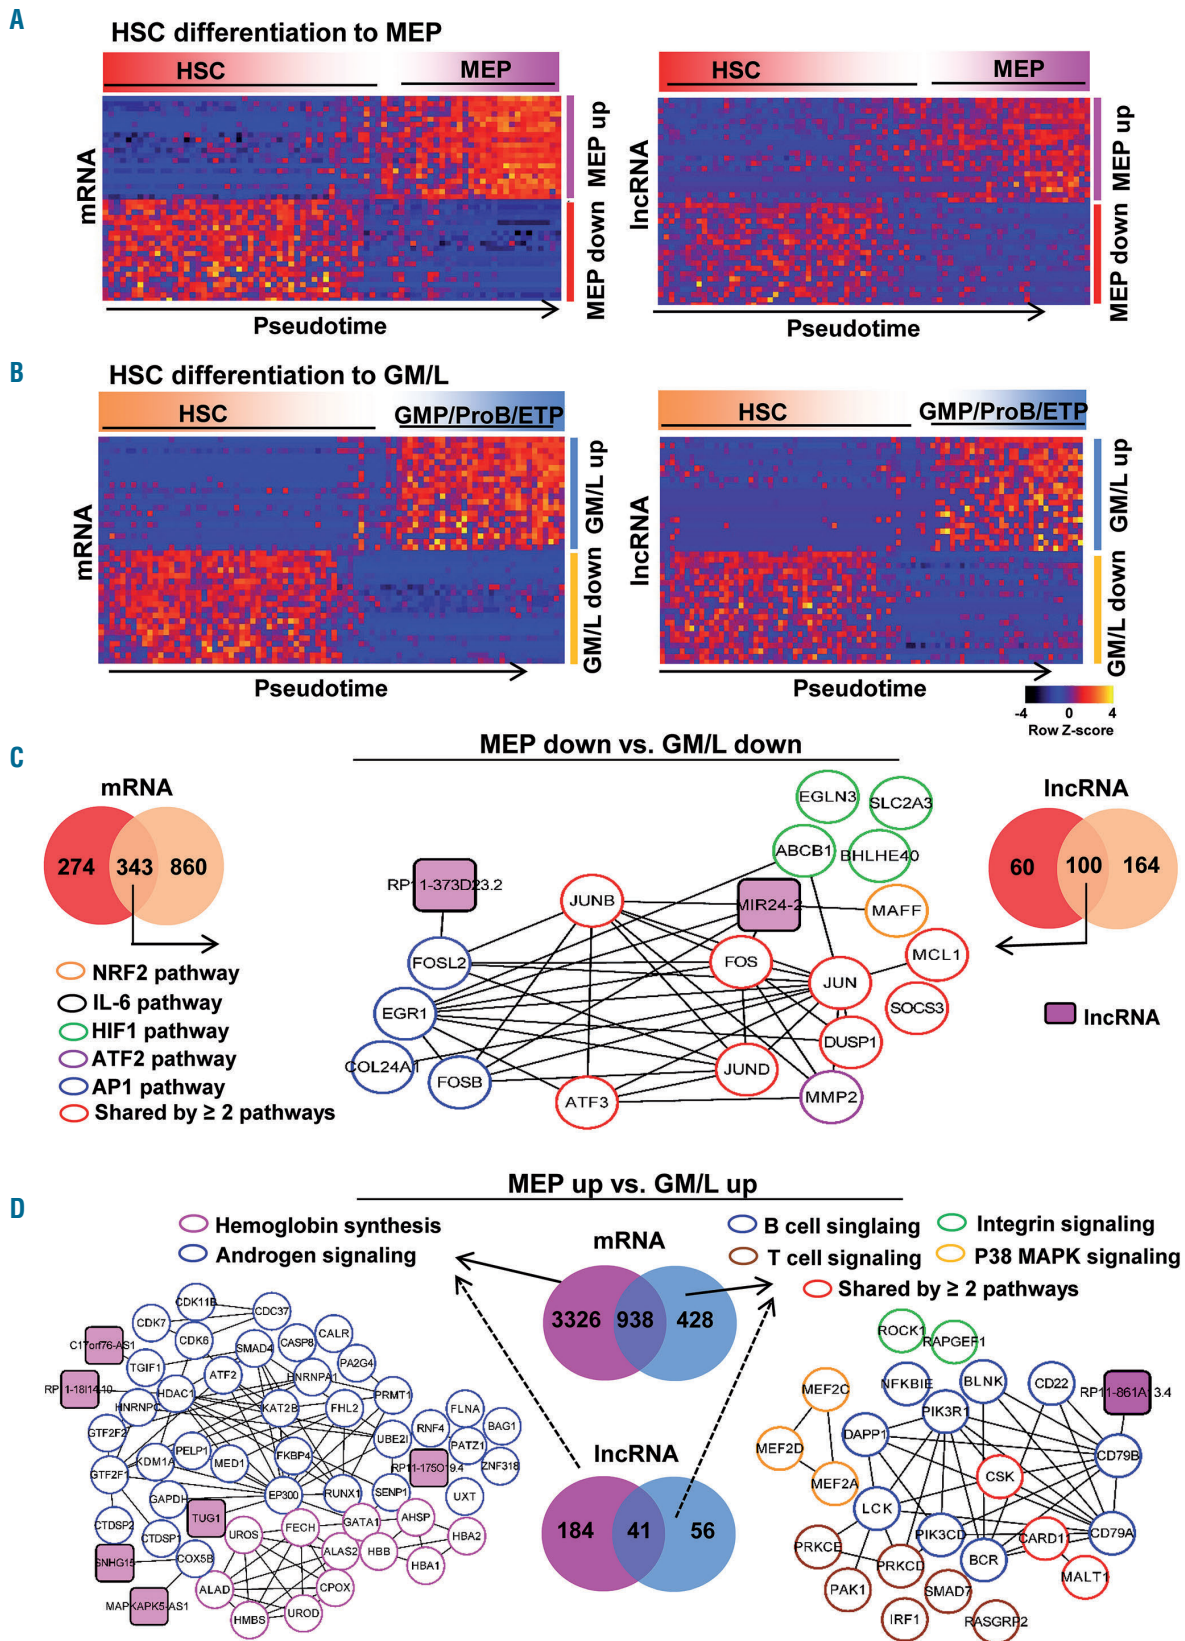 A
HSC differentiation to MEP
HSC
MEP
HSC
MEP
mRNA
MEP down MEP up
lncRNA
MEP down MEP up
Pseudotime
Pseudotime
B
HSC differentiation to GM/L
HSC
GMP/ProB/ETP
HSC
GMP/ProB/ETP
mRNA
GM/L down GM/L up
lncRNA
GM/L down GM/L up
Pseudotime
Pseudotime
-4 0 4
Row Z-score
C
MEP down vs. GM/L down
mRNA
274 343 860
NRF2 pathway
IL-6 pathway
HIF1 pathway
ATF2 pathway
AP1 pathway
Shared by ≥ 2 pathways
EGLN3
SLC2A3
ABCB1
BHLHE40
RP11-373D23.2
JUNB
MIR24-2
MAFF
FOSL2
FOS
JUN
MCL1
EGR1
SOCS3
COL24A1
FOSB
ATF3
JUND
DUSP1
MMP2
lncRNA
60 100 164
lncRNA
D
MEP up vs. GM/L up
Hemoglobin synthesis
Androgen signaling
mRNA
3326 938 428
lncRNA
184 41 56
B cell singlaing
Integrin signaling
T cell signaling
P38 MAPK signaling
Shared by ≥ 2 pathways
CDK11B
CDK7
CDC37
CDK6
C17orf76-AS1
SMAD4
CASP8
CALR
TGIF1
ATF2
HNRNPA1
PA2G4
RP11-18I14.10
HDAC1
HNRNPC
KAT2B
FHL2
PRMT1
GTF2F2
PELP1
UBE2I
RNF4
FLNA
BAG1
PATZ1
KDM1A
MED1
FKBP4
RP11-175O19.4
ZNF318
GTF2F1
GAPDH
EP300
RUNX1
SENP1
UXT
CTDSP2
CTDSP1
TUG1
UROS
FECH
GATA1
AHSP
HBA2
SNHG15
COX5B
ALAS2
HBB
HBA1
MAPKAPK5-AS1
ALAD
CPOX
HMBS
UROD
ROCK1
RAPGEF1
MEF2C
NFKBIE
BLNK
CD22
RP11-861A13.4
PIK3R1
MEF2D
DAPP1
CD79B
MEF2A
CSK
LCK
PIK3CD
CARD11
CD79A
PRKCE
PRKCD
BCR
MALT1
PAK1
SMAD7
IRF1
RASGRP2